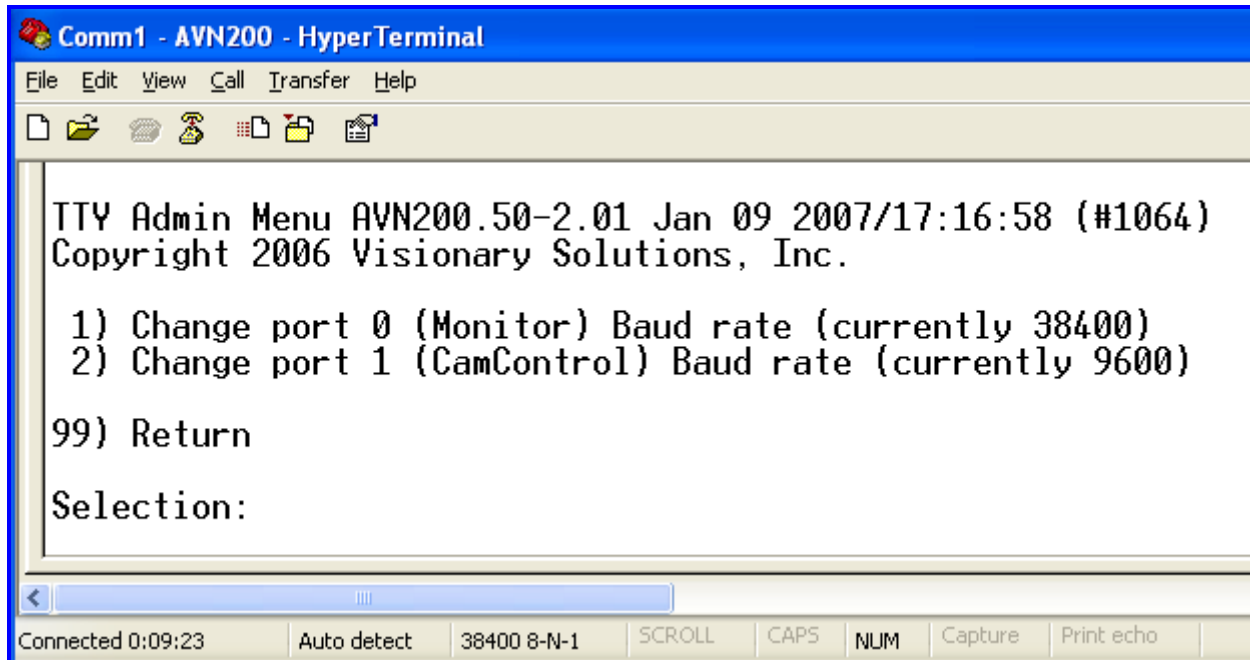 Comm1 - AVN200 - HyperTerminal
File Edit View Call Transfer Help
TTY Admin Menu AVN200.50-2.01 Jan 09 2007/17:16:58 (#1064)
Copyright 2006 Visionary Solutions, Inc.
1) Change port 0 (Monitor) Baud rate (currently 38400)
2) Change port 1 (CamControl) Baud rate (currently 9600)
99) Return
Selection:
Connected 0:09:23 Auto detect 38400 8-N-1 SCROLL CAPS NUM Capture Print echo